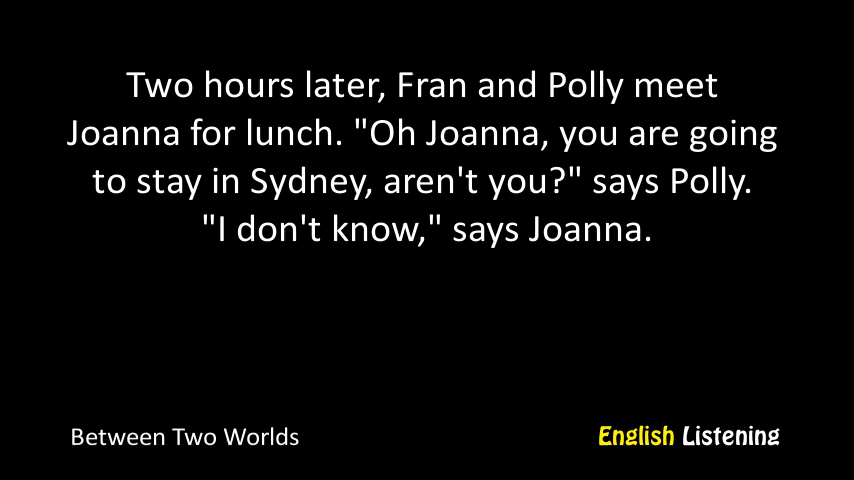 Two hours later, Fran and Polly meet
Joanna for lunch. "Oh Joanna, you are going
to stay in Sydney, aren't you?" says Polly.
"I don't know," says Joanna.
Between Two Worlds
English Listening